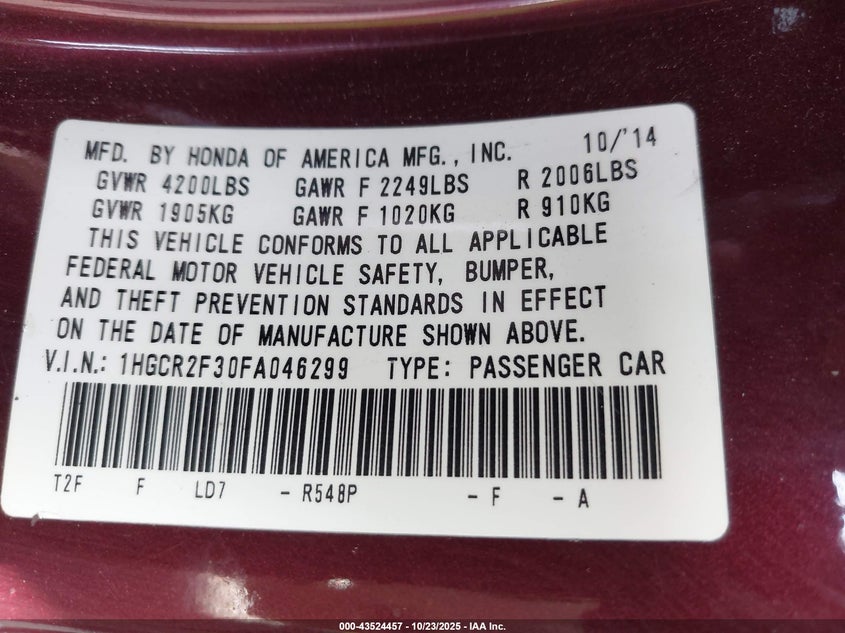 MFD. BY HONDA OF AMERICA MFG., INC. 10/'14
GVWR 4200LBS GAWR F 2249LBS R 2006LBS
GVWR 1905KG GAWR F 1020KG R 910KG
THIS VEHICLE CONFORMS TO ALL APPLICABLE
FEDERAL MOTOR VEHICLE SAFETY, BUMPER,
AND THEFT PREVENTION STANDARDS IN EFFECT
ON THE DATE OF MANUFACTURE SHOWN ABOVE.
V.I.N.: 1HGCR2F30FA046299 TYPE: PASSENGER CAR
T2F F LD7 - R548P - F - A
000-43524457 - 10/23/2025 - IAA Inc.